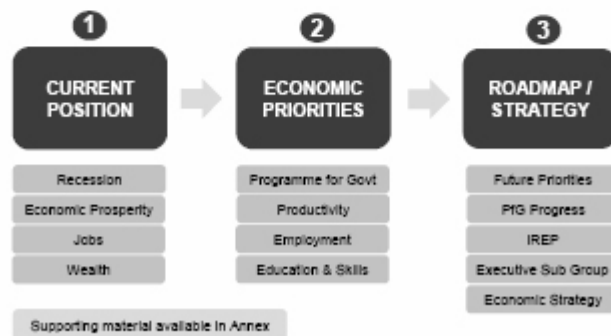 1
CURRENT
POSITION
Recession
Economic Prosperity
Jobs
Wealth
2
ECONOMIC
PRIORITIES
Programme for Govt
Productivity
Employment
Education & Skills
3
ROADMAP /
STRATEGY
Future Priorities
PfG Progress
IREP
Executive Sub Group
Economic Strategy
Supporting material available in Annex